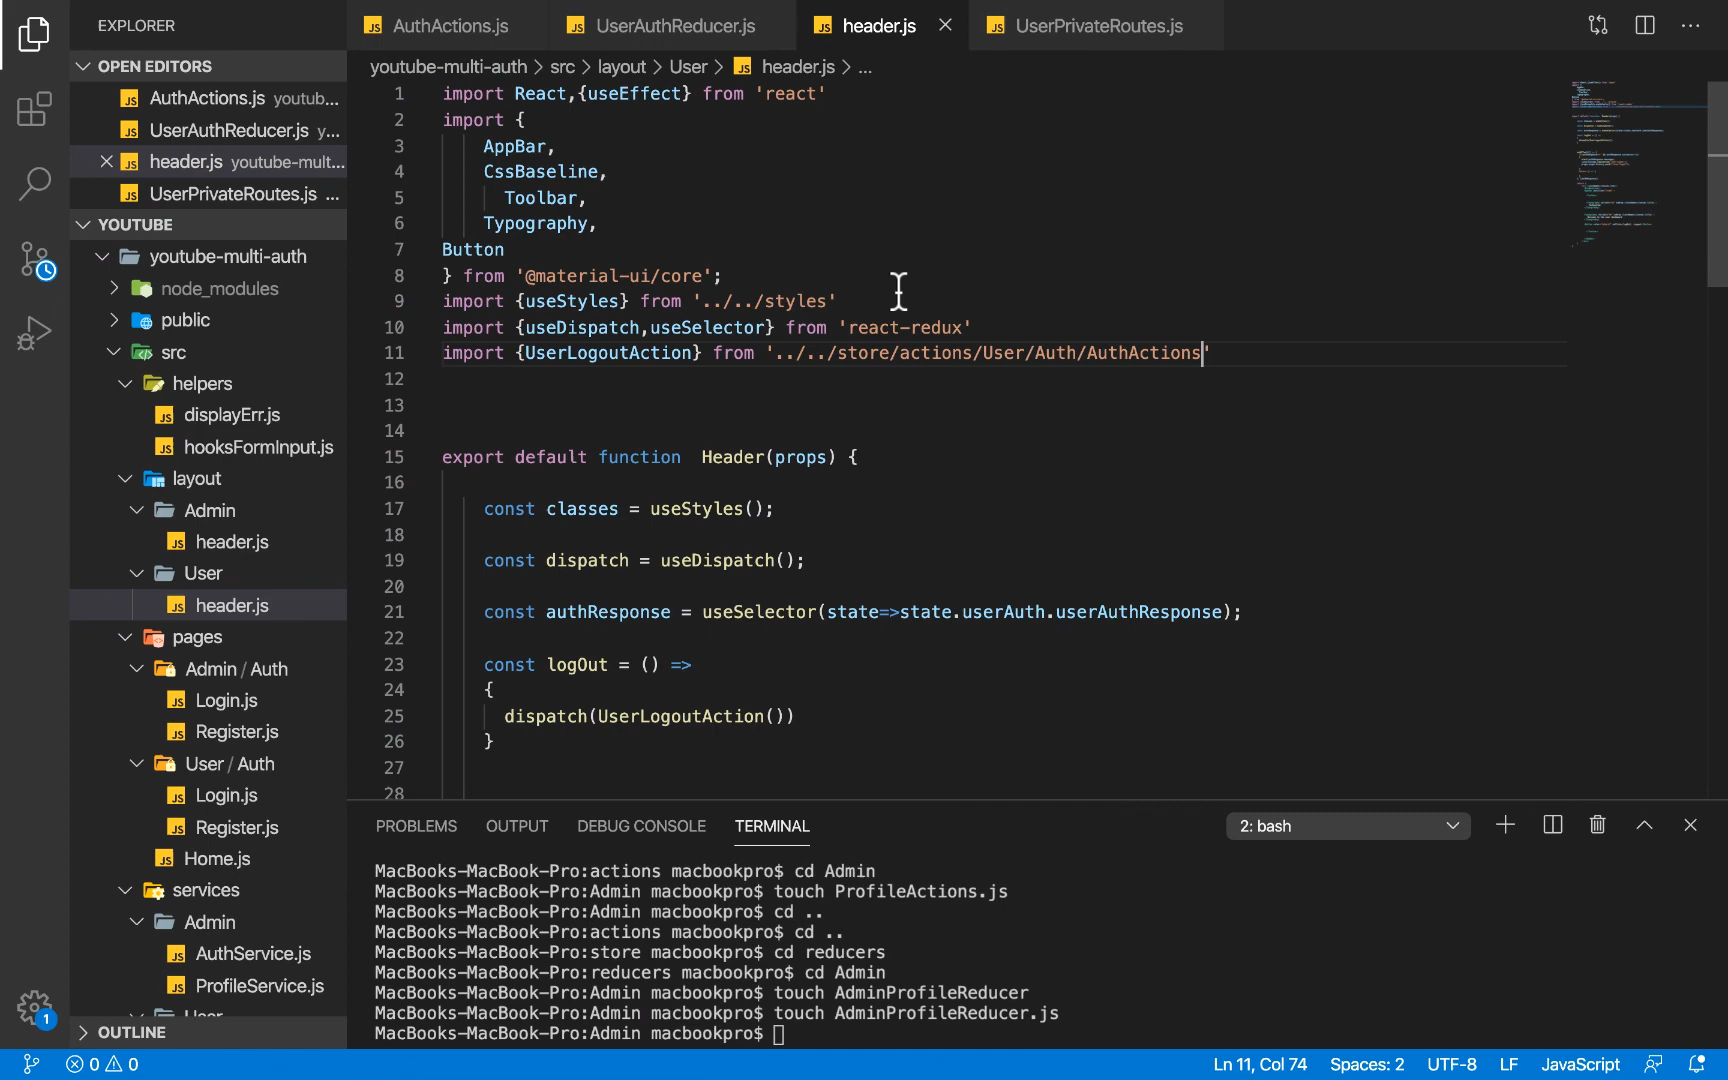 EXPLORER
OPEN EDITORS
AuthActions.js youtub...
UserAuthReducer.js y...
header.js youtube-mult...
UserPrivateRoutes.js ...
YOUTUBE
youtube-multi-auth
node_modules
public
src
helpers
displayErr.js
hooksFormInput.js
layout
Admin
header.js
User
header.js
pages
Admin / Auth
Login.js
Register.js
User / Auth
Login.js
Register.js
Home.js
services
Admin
AuthService.js
ProfileService.js
User
OUTLINE
AuthActions.js
UserAuthReducer.js
header.js
UserPrivateRoutes.js
youtube-multi-auth > src > layout > User > header.js > ...
1 import React,{useEffect} from 'react'
2 import {
3 AppBar,
4 CssBaseline,
5 Toolbar,
6 Typography,
7 Button
8 } from '@material-ui/core';
9 import {useStyles} from '../../styles'
10 import {useDispatch,useSelector} from 'react-redux'
11 import {UserLogoutAction} from '../../store/actions/User/Auth/AuthActions'
12
13
14
15 export default function Header(props) {
16
17 const classes = useStyles();
18
19 const dispatch = useDispatch();
20
21 const authResponse = useSelector(state=>state.userAuth.userAuthResponse);
22
23 const logOut = () =>
24 {
25 dispatch(UserLogoutAction())
26 }
27
28
PROBLEMS OUTPUT DEBUG CONSOLE TERMINAL 2: bash
MacBooks-MacBook-Pro:actions macbookpro$ cd Admin
MacBooks-MacBook-Pro:Admin macbookpro$ touch ProfileActions.js
MacBooks-MacBook-Pro:Admin macbookpro$ cd ..
MacBooks-MacBook-Pro:actions macbookpro$ cd ..
MacBooks-MacBook-Pro:store macbookpro$ cd reducers
MacBooks-MacBook-Pro:reducers macbookpro$ cd Admin
MacBooks-MacBook-Pro:Admin macbookpro$ touch AdminProfileReducer
MacBooks-MacBook-Pro:Admin macbookpro$ touch AdminProfileReducer.js
MacBooks-MacBook-Pro:Admin macbookpro$
1
0 0 Ln 11, Col 74 Spaces: 2 UTF-8 LF JavaScript